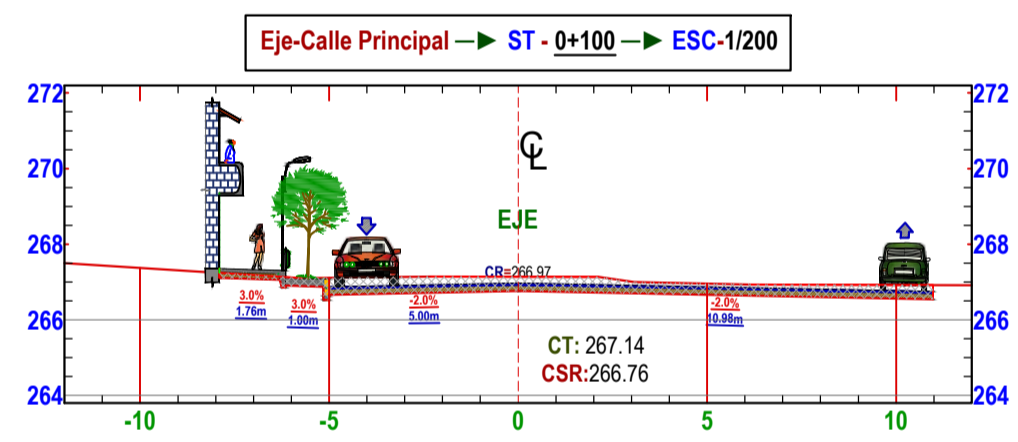 Eje-Calle Principal ST - 0+100 ESC-1/200
272 272
270 270
CL
EJE
268 268
CR=266.97
3.0% 3.0% -2.0% -2.0%
1.76m 1.00m 5.00m 10.98m
266 266
CT: 267.14
CSR:266.76
264 264
-10 -5 0 5 10